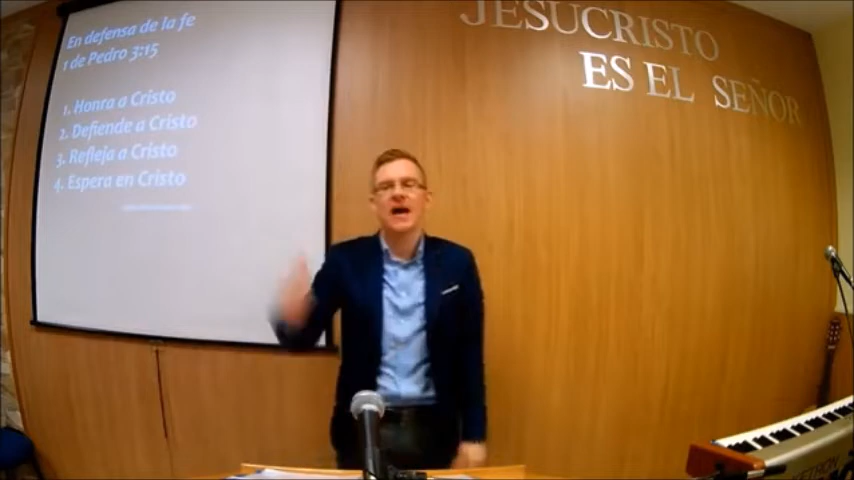 En defensa de la fe
1 de Pedro 3:15
1. Honra a Cristo
2. Defiende a Cristo
3. Refleja a Cristo
4. Espera en Cristo
JESUCRISTO
ES EL SEÑOR